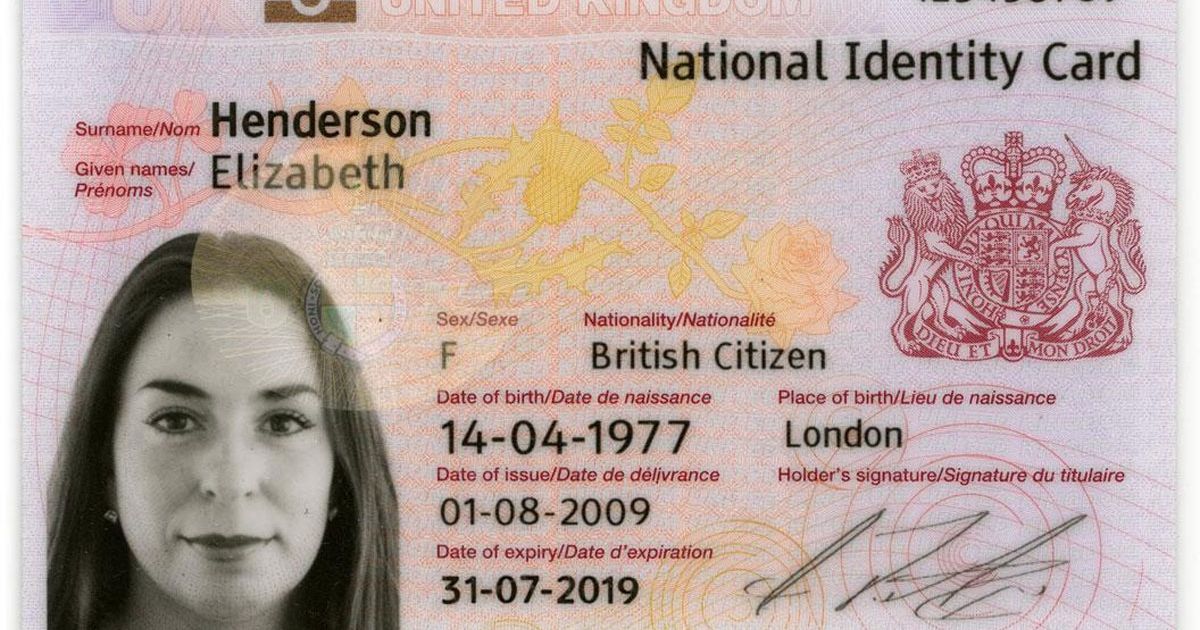 UNITED KINGDOM
National Identity Card
Surname/Nom Henderson
Given names/ Elizabeth
Prénoms
Sex/Sexe Nationality/Nationalité
F British Citizen
Date of birth/Date de naissance Place of birth/Lieu de naissance
14-04-1977 London
Date of issue/Date de délivrance Holder's signature/Signature du titulaire
01-08-2009
Date of expiry/Date d'expiration
31-07-2019
DIEU ET MON DROIT